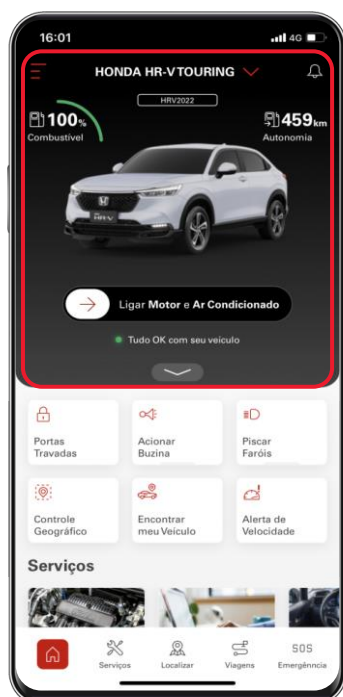 16:01
4G
HONDA HR-V TOURING
HRV2022
100%
Combustível
459km
Autonomia
HR-V
Ligar Motor e Ar Condicionado
Tudo OK com seu veículo
Portas
Travadas
Acionar
Buzina
Piscar
Faróis
Controle
Geográfico
Encontrar
meu Veículo
Alerta de
Velocidade
Serviços
Serviços
Localizar
Viagens
SOS
Emergênncia